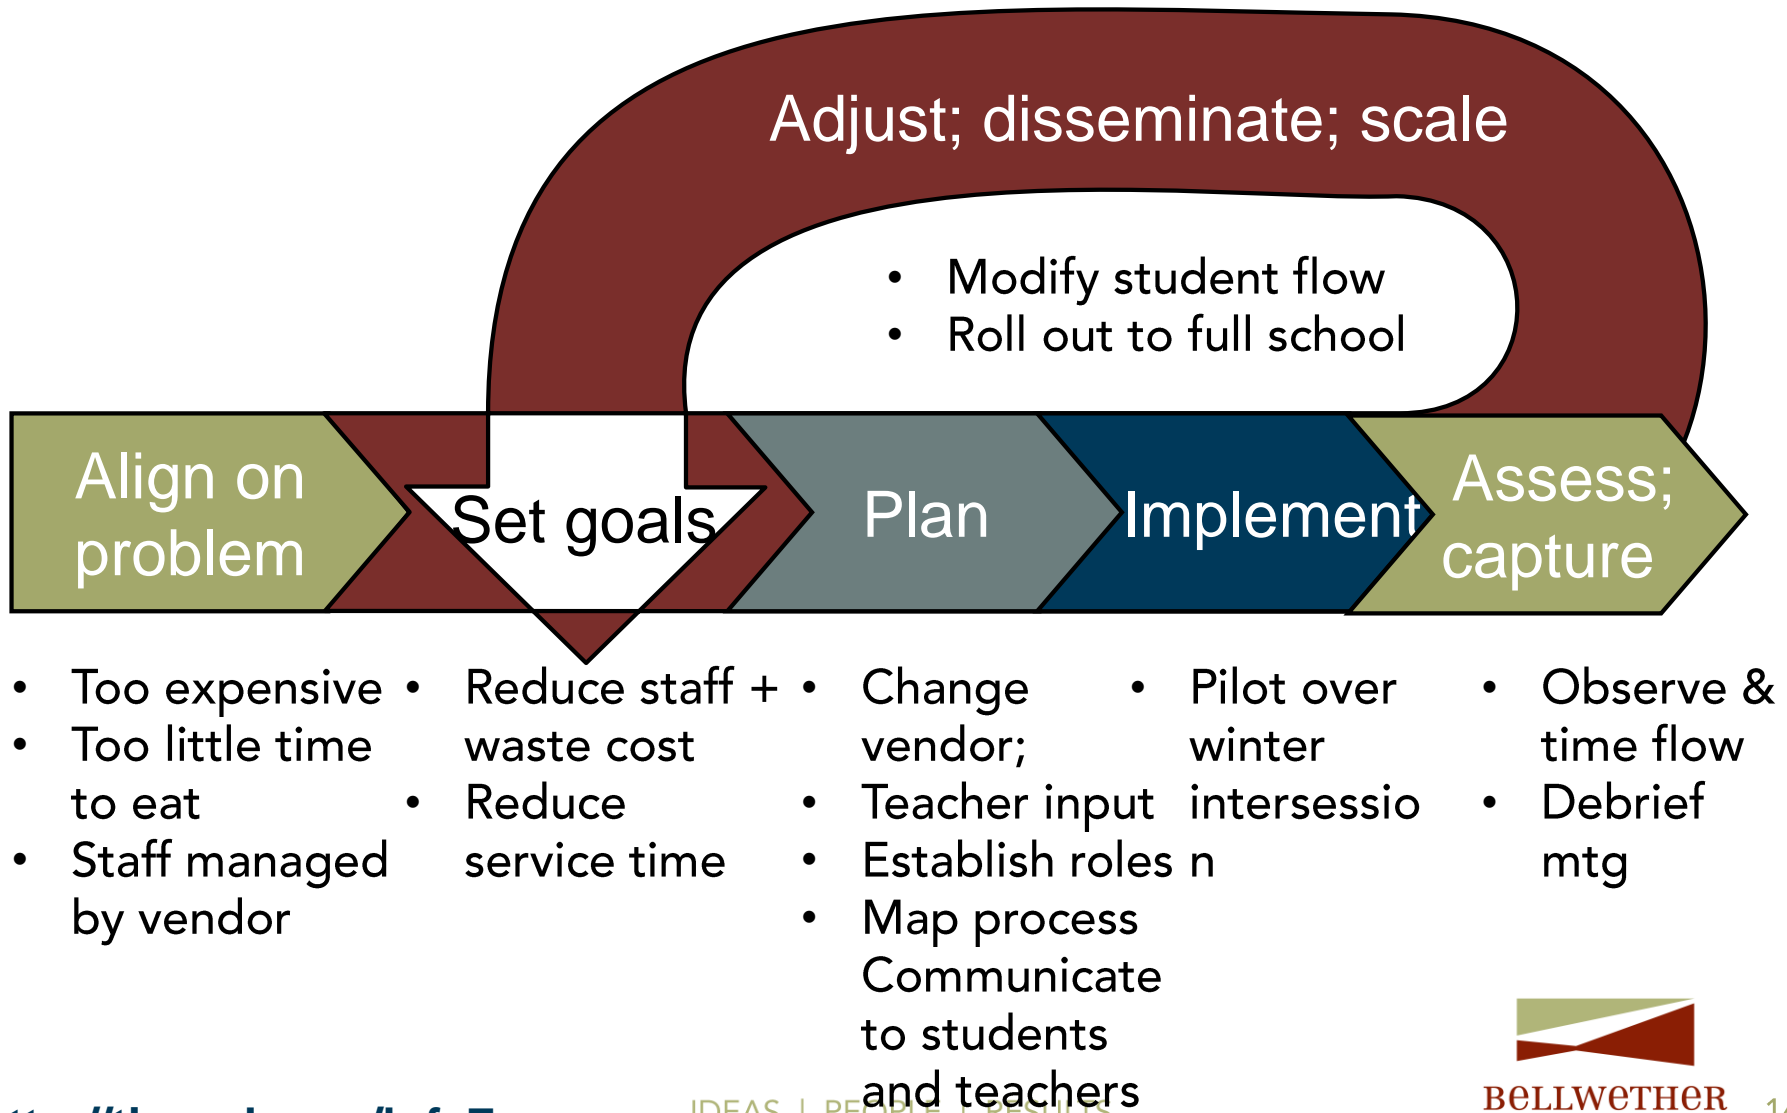 Adjust; disseminate; scale
• Modify student flow
• Roll out to full school
Align on
problem
Set goals
Plan
Implement
Assess;
capture
• Too expensive
• Too little time
to eat
• Staff managed
by vendor
• Reduce staff +
waste cost
• Reduce
service time
• Change
vendor;
• Teacher input
• Establish roles
• Map process
Communicate
to students
and teachers
• Pilot over
winter
intersessio
n
• Observe &
time flow
• Debrief
mtg
IDEAS | PEOPLE | RESULTS
BELLWETHER